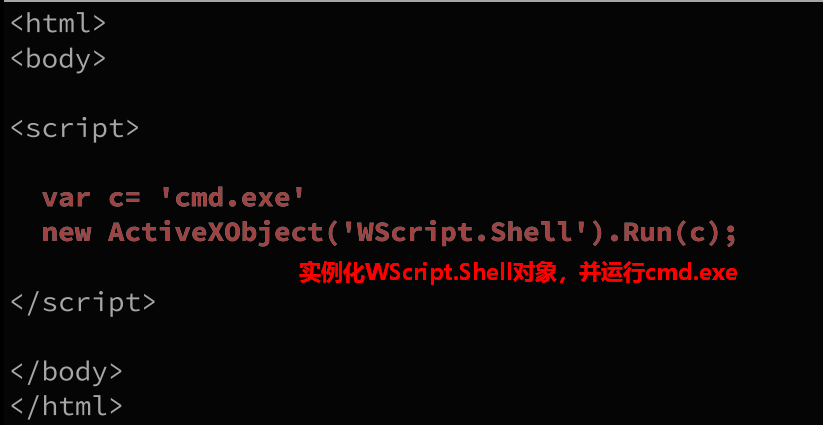 <html>
<body>
<script>
var c= 'cmd.exe'
new ActiveXObject('WScript.Shell').Run(c);
实例化WScript.Shell对象，并运行cmd.exe
</script>
</body>
</html>